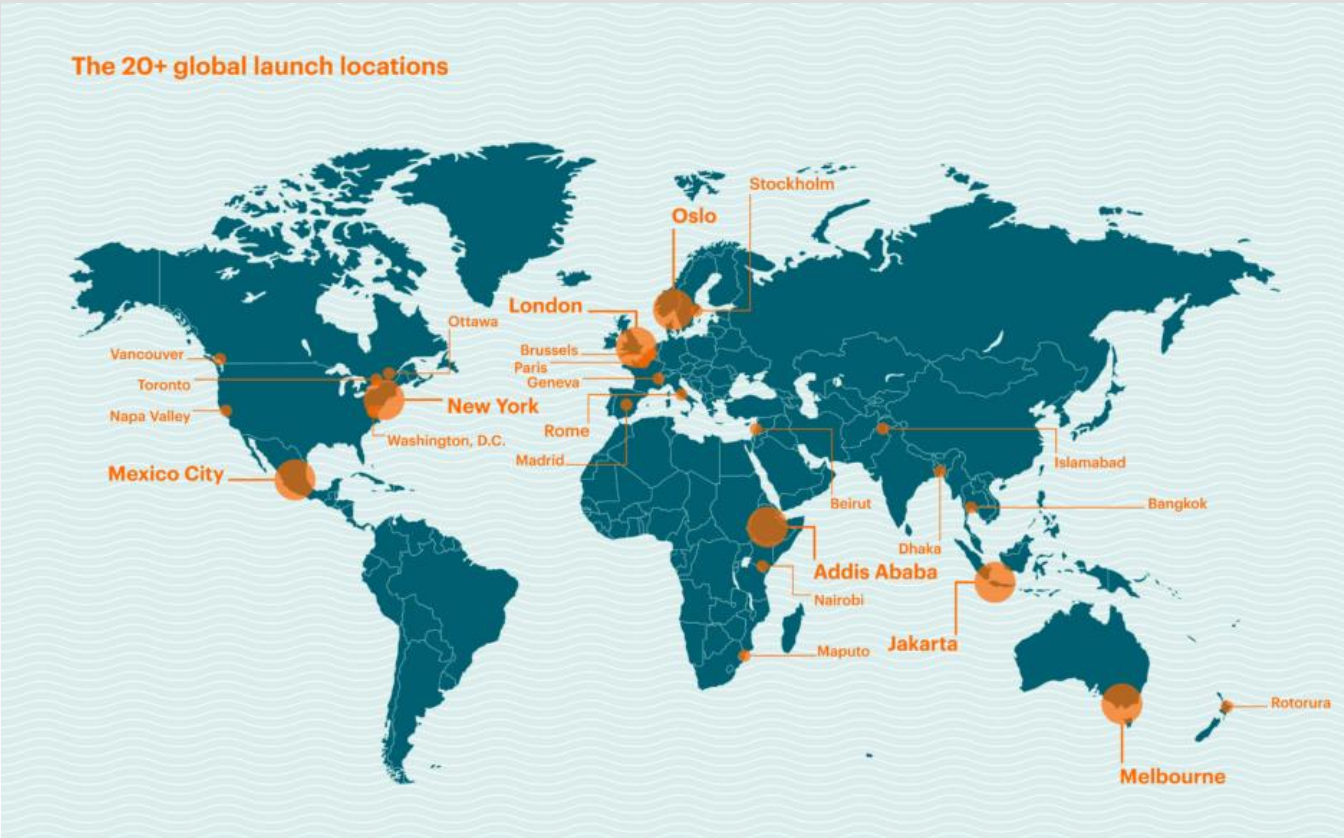 The 20+ global launch locations
Stockholm
Oslo
London
Ottawa
Vancouver
Brussels
Paris
Toronto
Geneva
New York
Napa Valley
Rome
Washington, D.C.
Madrid
Islamabad
Mexico City
Beirut
Bangkok
Dhaka
Addis Ababa
Nairobi
Jakarta
Maputo
Rotorura
Melbourne